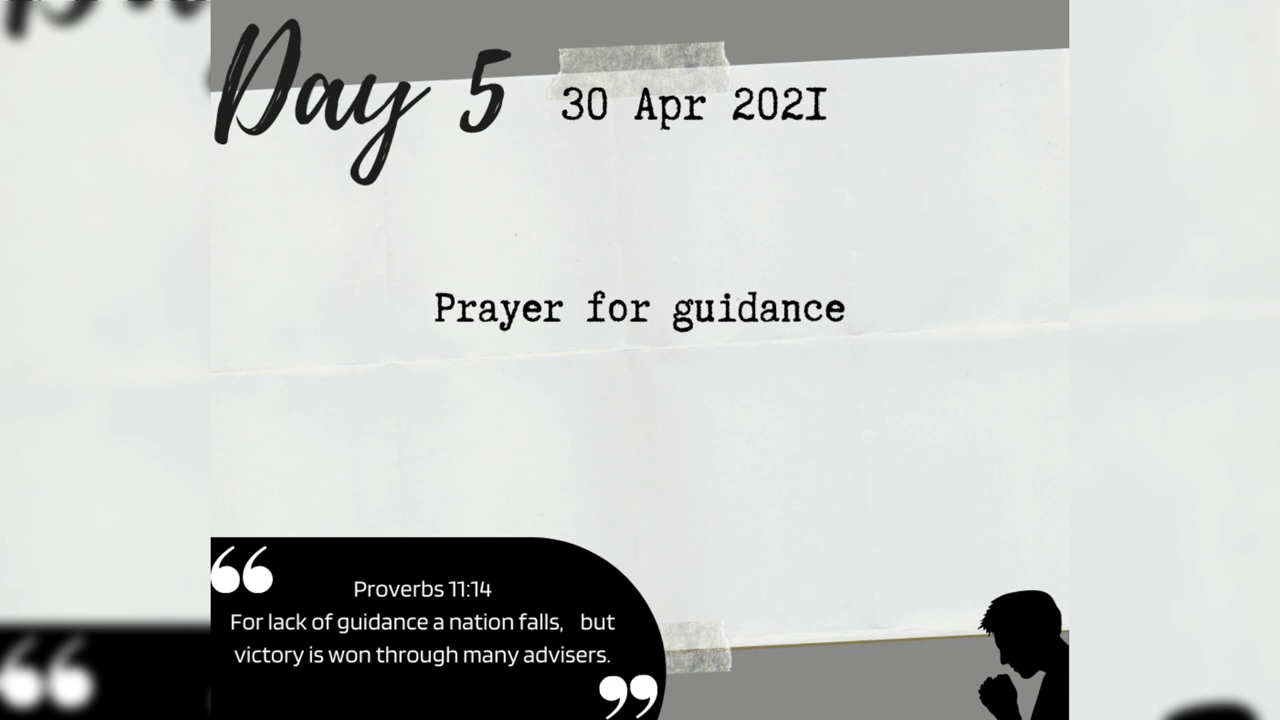 Day 5 30 Apr 2021
Prayer for guidance
“
Proverbs 11:14
For lack of guidance a nation falls, but
victory is won through many advisers.
”